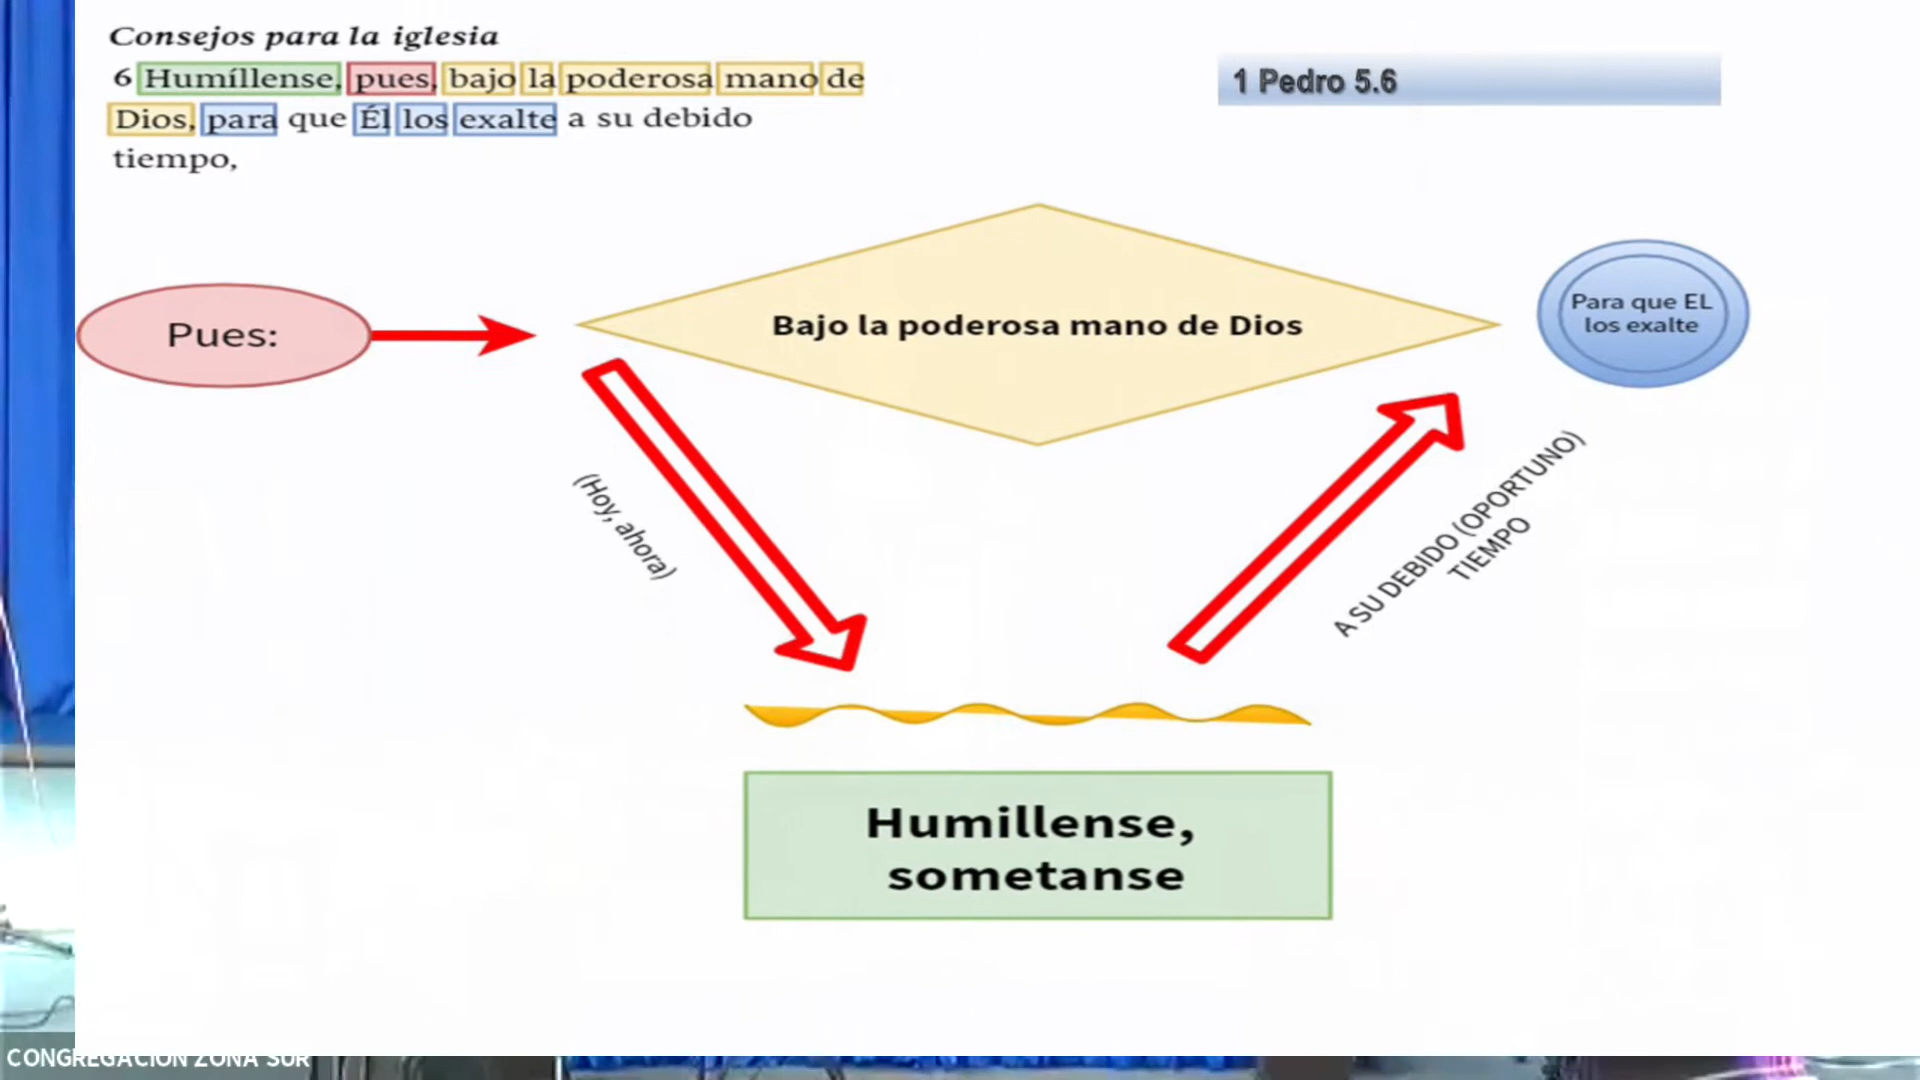 Consejos para la iglesia
6 Humíllense, pues, bajo la poderosa mano de
Dios, para que Él los exalte a su debido
tiempo,
1 Pedro 5.6
Pues:
Bajo la poderosa mano de Dios
Para que EL
los exalte
(Hoy, ahora)
A SU DEBIDO (OPORTUNO)
TIEMPO
Humillense,
sometanse
CONGREGACION ZONA SUR